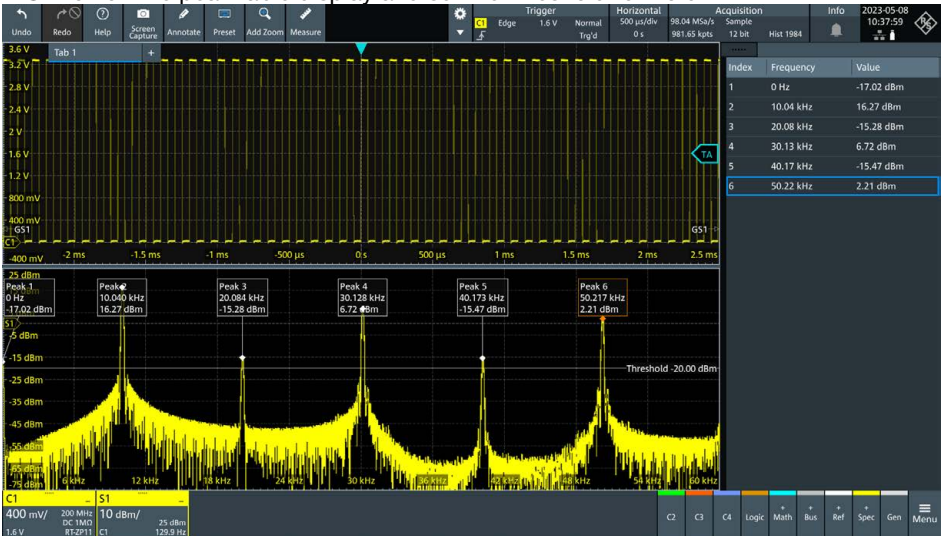 Undo
Redo
Help
Screen Capture
Annotate
Preset
Add Zoom
Measure
C1
Trigger
Edge 1.6 V Normal
Trig'd
Horizontal
500 µs/div
0 s
Acquisition
98.04 MSa/s Sample
981.65 kpts 12 bit Hist 1984
Info
2023-05-08
10:37:59
Tab 1 +
3.6 V
3.2 V
2.8 V
2.4 V
2 V
1.6 V
1.2 V
800 mV
400 mV
GS1
GS1
TA
C1
-400 mV -2 ms -1.5 ms -1 ms -500 µs 0 s 500 µs 1 ms 1.5 ms 2 ms 2.5 ms
Index Frequency Value
1 0 Hz -17.02 dBm
2 10.04 kHz 16.27 dBm
3 20.08 kHz -15.28 dBm
4 30.13 kHz 6.72 dBm
5 40.17 kHz -15.47 dBm
6 50.22 kHz 2.21 dBm
25 dBm
Peak 1
0 Hz
-17.02 dBm
Peak 2
10.040 kHz
16.27 dBm
Peak 3
20.084 kHz
-15.28 dBm
Peak 4
30.128 kHz
6.72 dBm
Peak 5
40.173 kHz
-15.47 dBm
Peak 6
50.217 kHz
2.21 dBm
S1
-5 dBm
-15 dBm
Threshold -20.00 dBm
-25 dBm
-35 dBm
-45 dBm
-55 dBm
-65 dBm
-75 dBm 6 kHz 12 kHz 18 kHz 24 kHz 30 kHz 36 kHz 42 kHz 48 kHz 54 kHz 60 kHz
C1
400 mV/ 200 MHz
DC 1MΩ
1.6 V RT-ZP11
S1
10 dBm/
25 dBm
C1 129.9 Hz
C2
C3
C4
Logic
+ Math
+ Bus
+ Ref
+ Spec
Gen
Menu